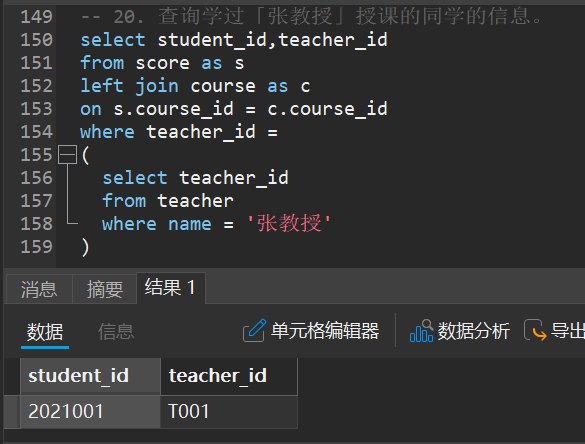 149 -- 20. 查询学过「张教授」授课的同学的信息。
150 select student_id,teacher_id
151 from score as s
152 left join course as c
153 on s.course_id = c.course_id
154 where teacher_id =
155 (
156 select teacher_id
157 from teacher
158 where name = '张教授'
159 )
消息 摘要 结果 1
数据 信息 单元格编辑器 数据分析 导出
student_id teacher_id
2021001 T001